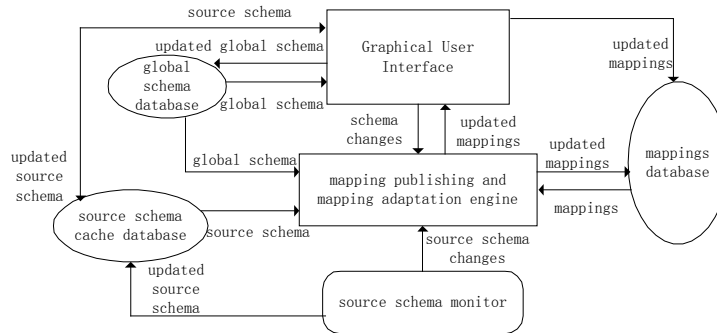 source schema
updated global schema
Graphical User
Interface
updated
mappings
global
schema
database
global schema
schema
changes
updated
mappings
updated
source
schema
global schema
mapping publishing and
mapping adaptation engine
updated
mappings
mappings
mappings
database
source schema
cache database
source schema
source schema
changes
updated
source
schema
source schema monitor